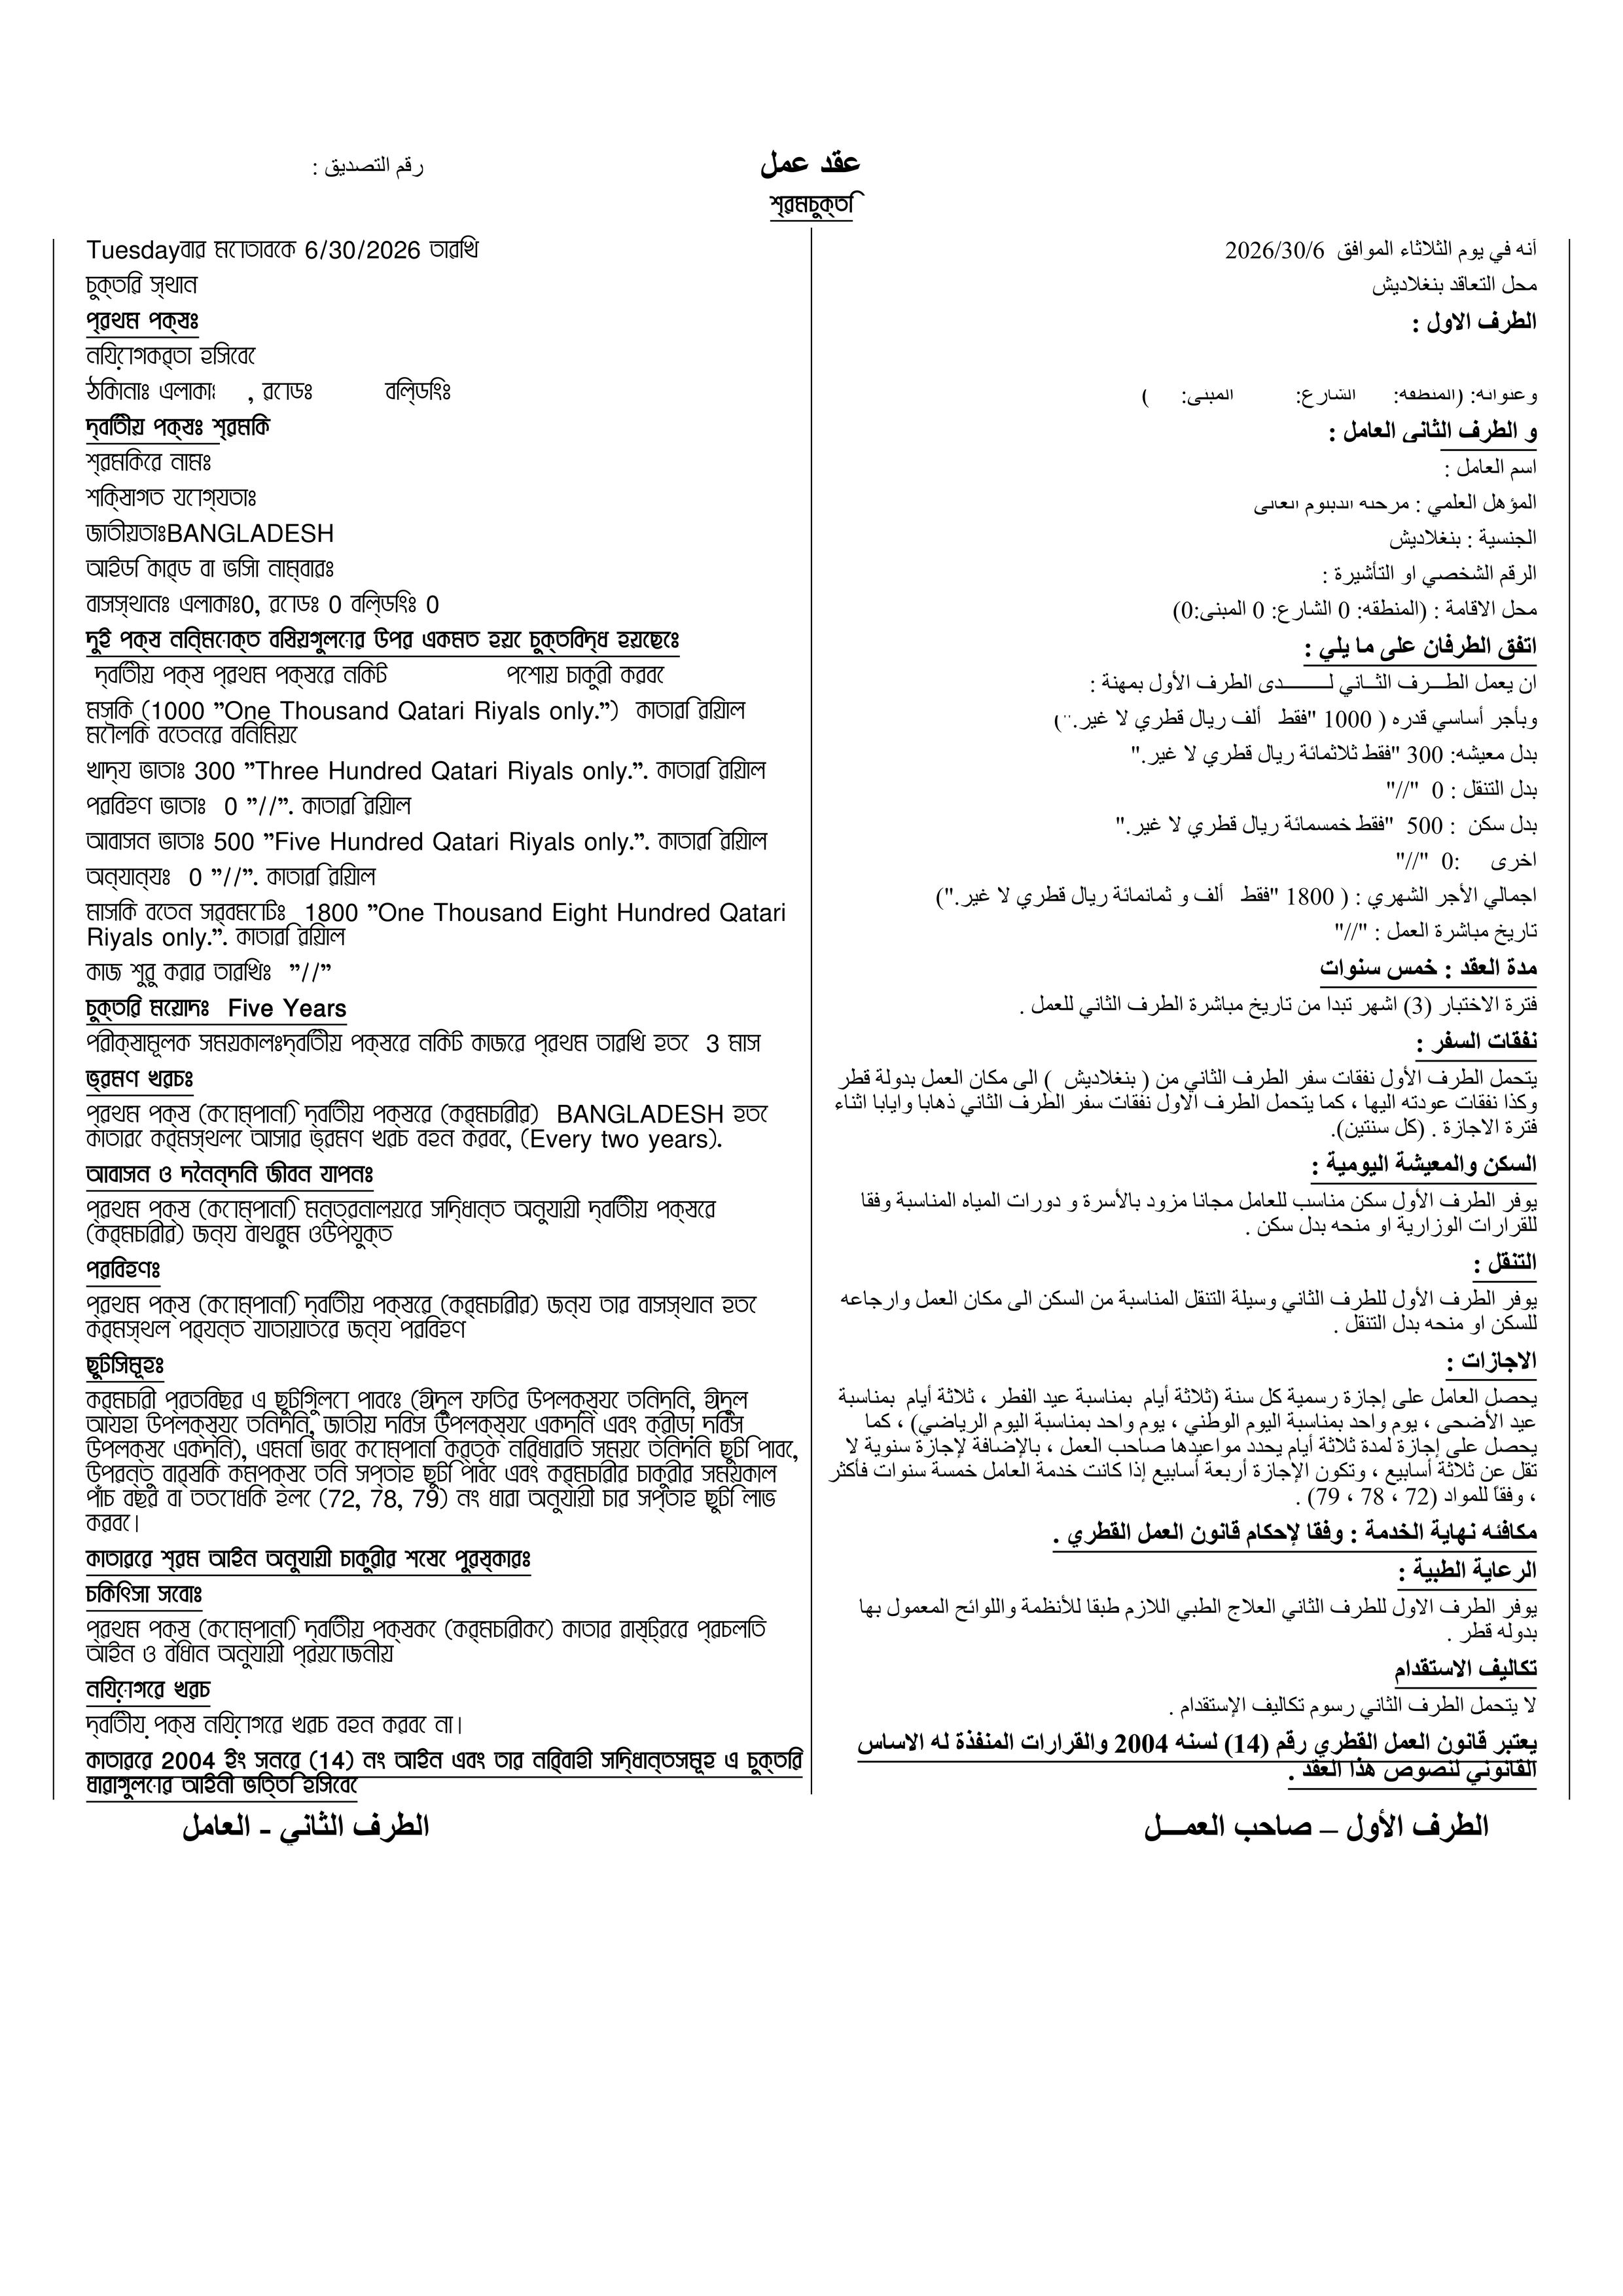 رقم التصديق :
عقد عمل
শ্রমচুক্তি
Tuesdayবার মোতাবেক 6/30/2026 তারিখ
চুক্তির স্থান
প্রথম পক্ষঃ
নিয়োগকর্তা হিসেবে
ঠিকানাঃ এলাকাঃ , রোডঃ বিল্ডিংঃ
দ্বিতীয় পক্ষঃ শ্রমিক
শ্রমিকের নামঃ
শিক্ষাগত যোগ্যতাঃ
জাতীয়তাঃBANGLADESH
আইডি কার্ড বা ভিসা নাম্বারঃ
বাসস্থানঃ এলাকাঃ0, রোডঃ 0 বিল্ডিংঃ 0
দুই পক্ষ নিম্নোক্ত বিষয়গুলোর উপর একমত হয়ে চুক্তিবদ্ধ হয়েছেঃ
দ্বিতীয় পক্ষ প্রথম পক্ষের নিকট পেশায় চাকুরী করবে
মসিক (1000 ”One Thousand Qatari Riyals only.”) কাতারি রিয়াল
মৌলিক বেতনের বিনিময়ে
খাদ্য ভাতাঃ 300 ”Three Hundred Qatari Riyals only.”. কাতারি রিয়াল
পরিবহণ ভাতাঃ 0 ”//”. কাতারি রিয়াল
আবাসন ভাতাঃ 500 ”Five Hundred Qatari Riyals only.”. কাতারি রিয়াল
অন্যান্যঃ 0 ”//”. কাতারি রিয়াল
মাসিক বেতন সর্বমোটঃ 1800 ”One Thousand Eight Hundred Qatari
Riyals only.”. কাতারি রিয়াল
কাজ শুরু করার তারিখঃ ”//”
চুক্তির মেয়াদঃ Five Years
পরীক্ষামূলক সময়কালঃদ্বিতীয় পক্ষের নিকট কাজের প্রথম তারিখ হতে 3 মাস
ভ্রমণ খরচঃ
প্রথম পক্ষ (কোম্পানি) দ্বিতীয় পক্ষের (কর্মচারীর) BANGLADESH হতে
কাতারে কর্মস্থলে আসার ভ্রমণ খরচ বহন করবে, (Every two years).
আবাসন ও দৈনন্দিন জীবন যাপনঃ
প্রথম পক্ষ (কোম্পানি) মন্ত্রনালয়ের সিদ্ধান্ত অনুযায়ী দ্বিতীয় পক্ষের
(কর্মচারীর) জন্য বাথরুম ওউপযুক্ত
পরিবহণঃ
প্রথম পক্ষ (কোম্পানি) দ্বিতীয় পক্ষের (কর্মচারীর) জন্য তার বাসস্থান হতে
কর্মস্থল পর্যন্ত যাতায়াতের জন্য পরিবহণ
ছুটিসমূহঃ
কর্মচারী প্রতিবছর এ ছুটিগুলো পাবেঃ (ঈদুল ফিতর উপলক্ষ্যে তিনদিন, ঈদুল
আযহা উপলক্ষ্যে তিনদিন, জাতীয় দিবস উপলক্ষ্যে একদিন এবং ক্রীড়া দিবস
উপলক্ষে একদিন), এমনি ভাবে কোম্পানি কর্তৃক নির্ধারিত সময়ে তিনদিন ছুটি পাবে,
উপরন্তু বার্ষিক কমপক্ষে তিন সপ্তাহ ছুটি পাবে এবং কর্মচারীর চাকুরীর সময়কাল
পাঁচ বছর বা ততোধিক হলে (72, 78, 79) নং ধারা অনুযায়ী চার সপ্তাহ ছুটি লাভ
করবে।
কাতারের শ্রম আইন অনুযায়ী চাকুরীর শেষে পুরষ্কারঃ
চিকিৎসা সেবাঃ
প্রথম পক্ষ (কোম্পানি) দ্বিতীয় পক্ষকে (কর্মচারীকে) কাতার রাষ্ট্রের প্রচলিত
আইন ও বিধান অনুযায়ী প্রয়োজনীয়
নিয়োগের খরচ
দ্বিতীয় পক্ষ নিয়োগের খরচ বহন করবে না।
কাতারের 2004 ইং সনের (14) নং আইন এবং তার নির্বাহী সিদ্ধান্তসমূহ এ চুক্তির
ধারাগুলোর আইনী ভিত্তি হিসেবে
أنه في يوم الثلاثاء الموافق 2026/30/6
محل التعاقد بنغلاديش
الطرف الاول :
وعنوانه: (المنطقه: الشارع: المبنى: )
و الطرف الثاني العامل :
اسم العامل :
المؤهل العلمي : مرحلة الدبلوم العالى
الجنسية : بنغلاديش
الرقم الشخصي او التأشيرة :
محل الاقامة : (المنطقه: 0 الشارع: 0 المبنى:0)
اتفق الطرفان على ما يلي :
ان يعمل الطـــرف الثــاني لــــــــدى الطرف الأول بمهنة :
وبأجر أساسي قدره ( 1000 "فقط ألف ريال قطري لا غير.")
بدل معيشه: 300 "فقط ثلاثمائة ريال قطري لا غير."
بدل التنقل : 0 "//"
بدل سكن : 500 "فقط خمسمائة ريال قطري لا غير."
اخرى :0 "//"
اجمالي الأجر الشهري : ( 1800 "فقط ألف و ثمانمائة ريال قطري لا غير.")
تاريخ مباشرة العمل : "//"
مدة العقد : خمس سنوات
فترة الاختبار (3) اشهر تبدا من تاريخ مباشرة الطرف الثاني للعمل .
نفقات السفر :
يتحمل الطرف الأول نفقات سفر الطرف الثاني من ( بنغلاديش ) الى مكان العمل بدولة قطر
وكذا نفقات عودته اليها ، كما يتحمل الطرف الاول نفقات سفر الطرف الثاني ذهابا وايابا اثناء
فترة الاجازة . (كل سنتين).
السكن والمعيشة اليومية :
يوفر الطرف الأول سكن مناسب للعامل مجانا مزود بالأسرة و دورات المياه المناسبة وفقا
للقرارات الوزارية او منحه بدل سكن .
التنقل :
يوفر الطرف الأول للطرف الثاني وسيلة التنقل المناسبة من السكن الى مكان العمل وارجاعه
للسكن او منحه بدل التنقل .
الاجازات :
يحصل العامل على إجازة رسمية كل سنة (ثلاثة أيام بمناسبة عيد الفطر ، ثلاثة أيام بمناسبة
عيد الأضحى ، يوم واحد بمناسبة اليوم الوطني ، يوم واحد بمناسبة اليوم الرياضي) ، كما
يحصل على إجازة لمدة ثلاثة أيام يحدد مواعيدها صاحب العمل ، بالإضافة لإجازة سنوية لا
تقل عن ثلاثة أسابيع ، وتكون الإجازة أربعة أسابيع إذا كانت خدمة العامل خمسة سنوات فأكثر
، وفقاً للمواد (72 ، 78 ، 79) .
مكافئه نهاية الخدمة : وفقا لإحكام قانون العمل القطري .
الرعاية الطبية :
يوفر الطرف الاول للطرف الثاني العلاج الطبي اللازم طبقا للأنظمة واللوائح المعمول بها
بدوله قطر .
تكاليف الاستقدام
لا يتحمل الطرف الثاني رسوم تكاليف الإستقدام .
يعتبر قانون العمل القطري رقم (14) لسنه 2004 والقرارات المنفذة له الاساس
القانوني لنصوص هذا العقد .
الطرف الثاني - العامل
الطرف الأول – صاحب العمـــل